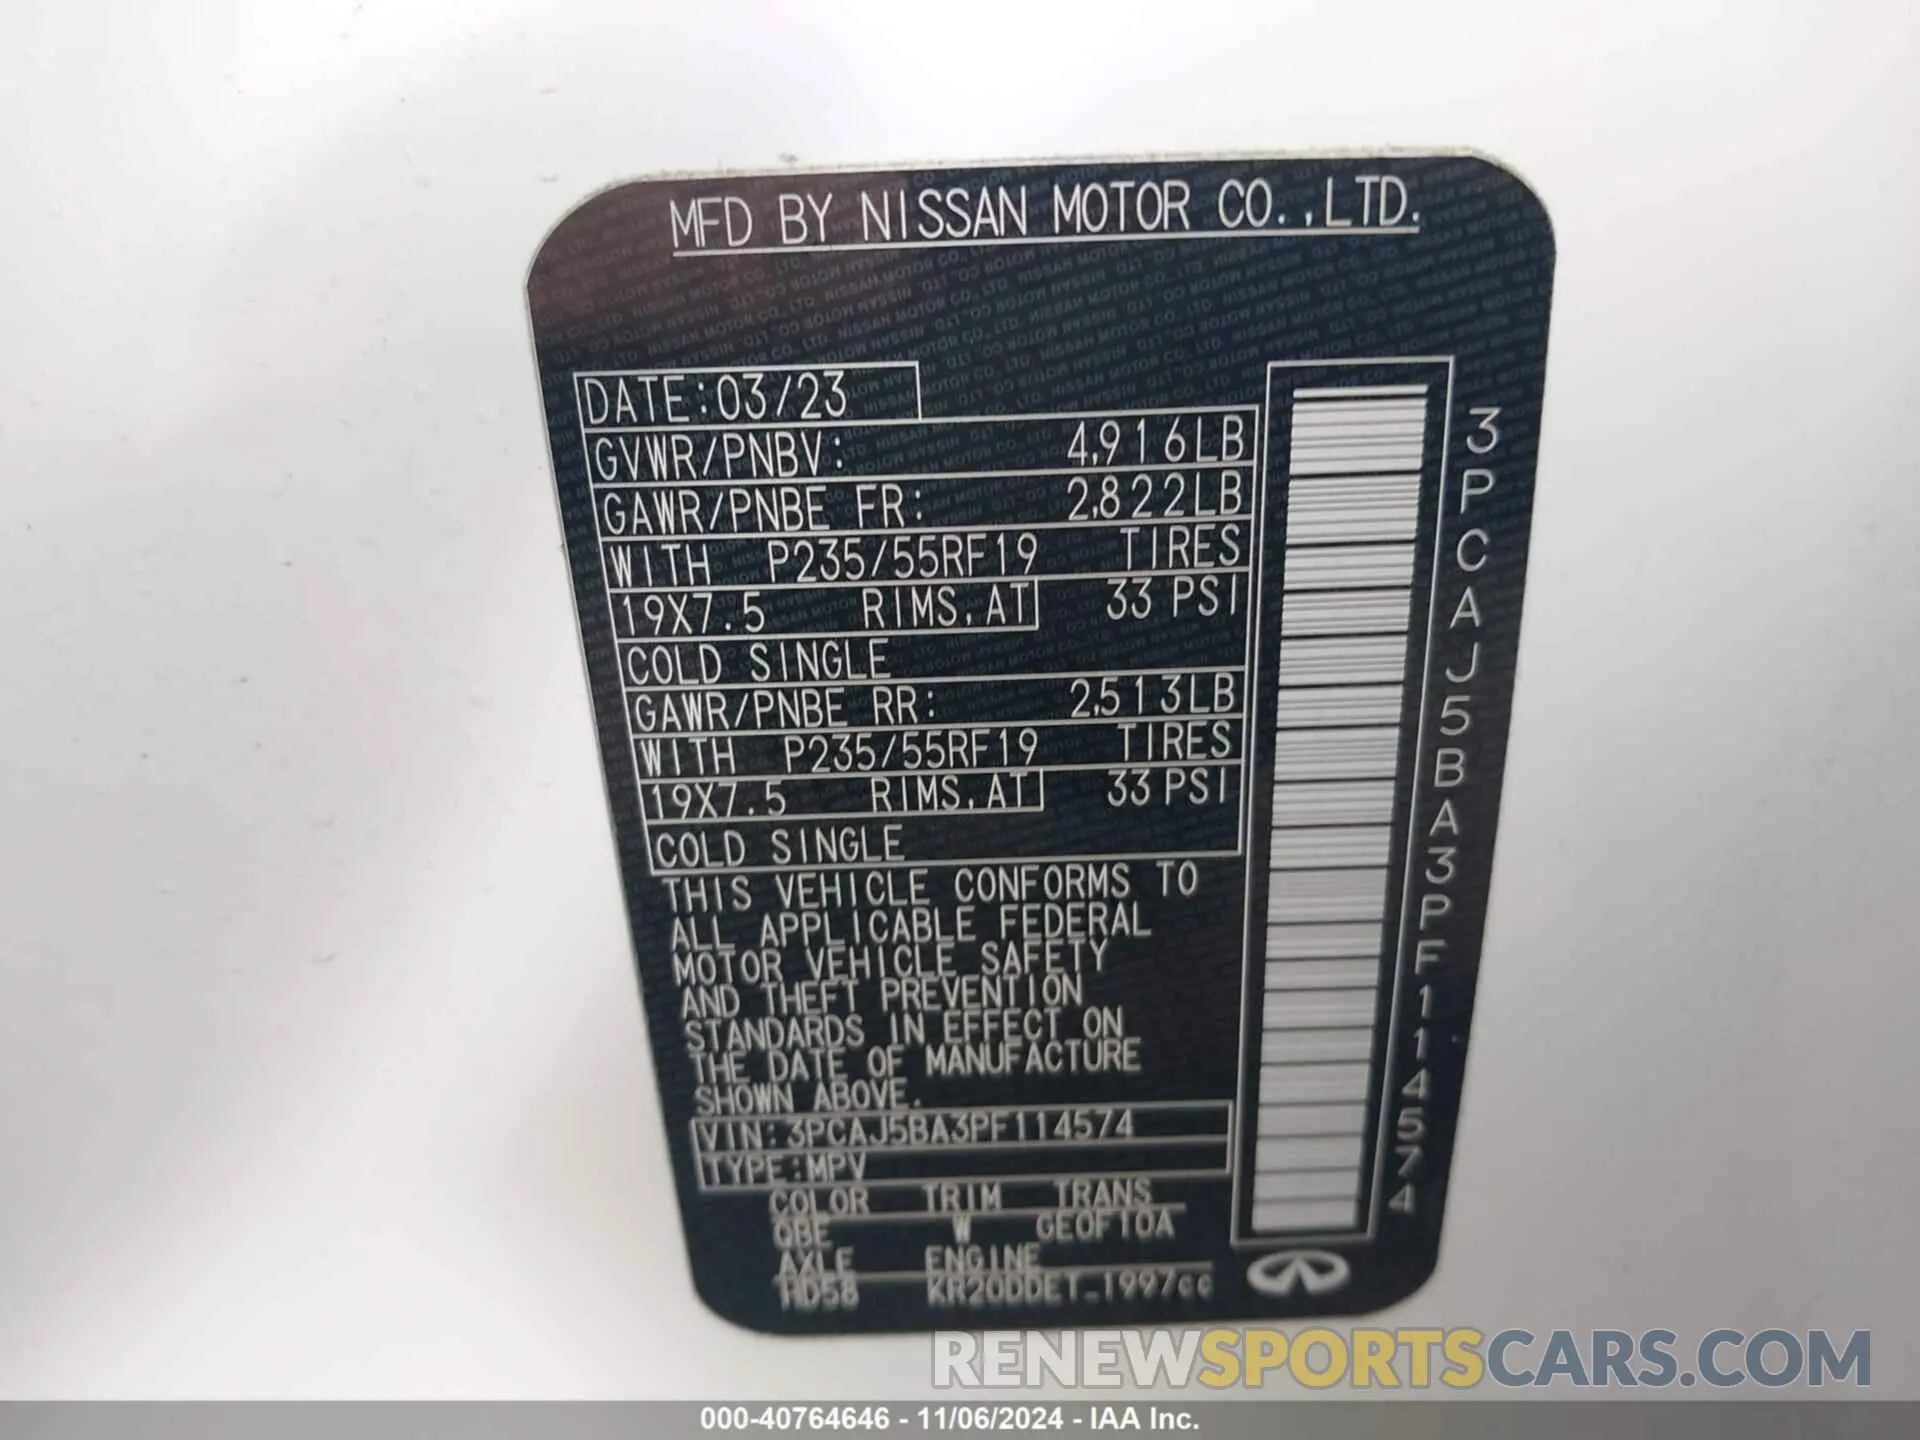 MFD BY NISSAN MOTOR CO.,LTD.
DATE:03/23
GVWR/PNBV: 4,916LB
GAWR/PNBE FR: 2,822LB
WITH P235/55RF19 TIRES
19X7.5 RIMS,AT 33 PSI
COLD SINGLE
GAWR/PNBE RR: 2,513LB
WITH P235/55RF19 TIRES
19X7.5 RIMS,AT 33 PSI
COLD SINGLE
THIS VEHICLE CONFORMS TO
ALL APPLICABLE FEDERAL
MOTOR VEHICLE SAFETY
AND THEFT PREVENTION
STANDARDS IN EFFECT ON
THE DATE OF MANUFACTURE
SHOWN ABOVE.
VIN:3PCAJ5BA3PF114574
TYPE:MPV
COLOR TRIM TRANS
QBE W GE0F10A
AXLE ENGINE
HD58 KR20DDET_1997cc
3PCAJ5BA3PF114574
RENEWSPORTSCARS.COM
000-40764646 - 11/06/2024 - IAA Inc.